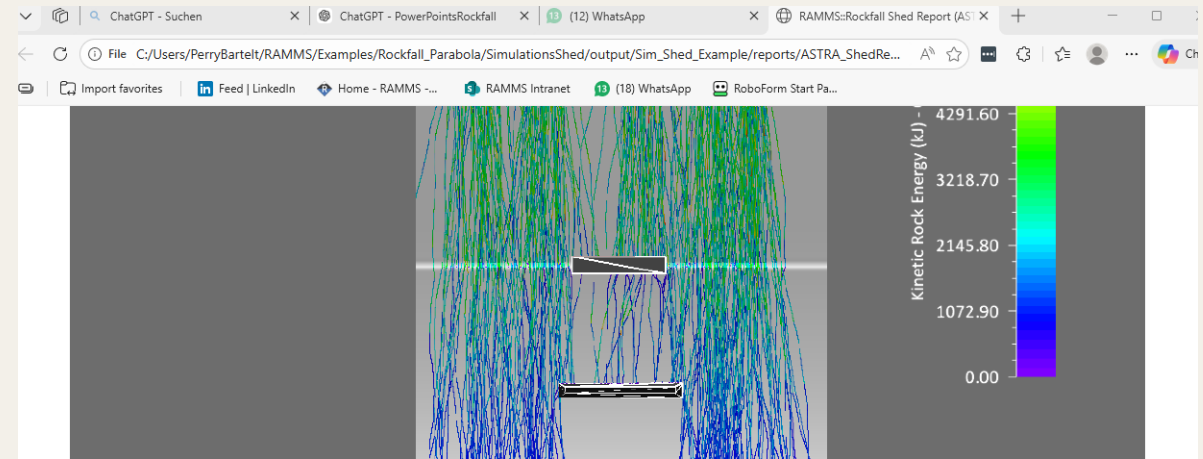 ChatGPT - Suchen
ChatGPT - PowerPointsRockfall
(12) WhatsApp
RAMMS::Rockfall Shed Report (AST
File C:/Users/PerryBartelt/RAMMS/Examples/Rockfall_Parabola/SimulationsShed/output/Sim_Shed_Example/reports/ASTRA_ShedRe...
Import favorites
Feed | LinkedIn
Home - RAMMS -...
RAMMS Intranet
13 (18) WhatsApp
RoboForm Start Pa...
Kinetic Rock Energy (kJ) -
4291.60
3218.70
2145.80
1072.90
0.00